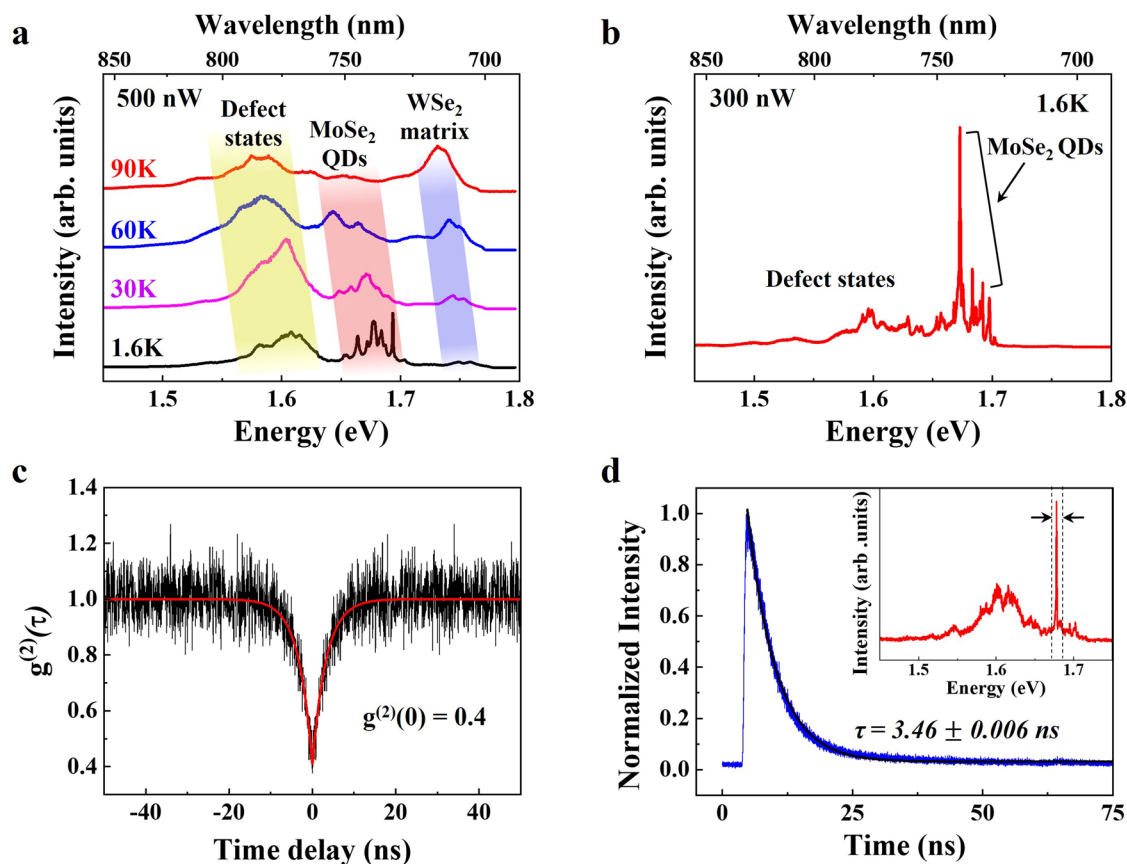 a
Wavelength (nm)
850 800 750 700
500 nW
Defect
states
MoSe₂
QDs
WSe₂
matrix
90K
60K
30K
1.6K
Intensity (arb. units)
1.5 1.6 1.7 1.8
Energy (eV)
b
Wavelength (nm)
850 800 750 700
300 nW
1.6K
MoSe₂ QDs
Defect states
Intensity (arb. units)
1.5 1.6 1.7 1.8
Energy (eV)
c
1.4
1.2
1.0
0.8
0.6
0.4
g⁽²⁾(τ)
g⁽²⁾(0) = 0.4
-40 -20 0 20 40
Time delay (ns)
d
1.0
0.8
0.6
0.4
0.2
0.0
Normalized Intensity
Intensity (arb .units)
1.5 1.6 1.7
Energy (eV)
τ = 3.46 ± 0.006 ns
0 25 50 75
Time (ns)